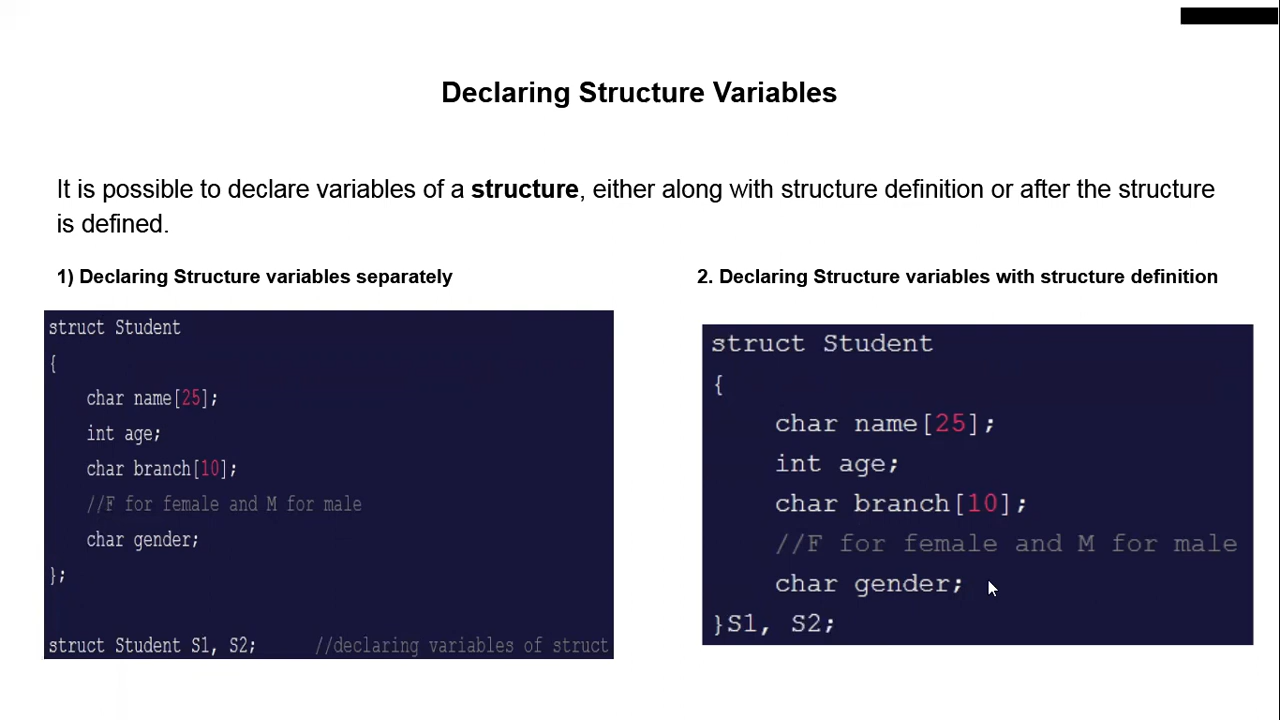 Declaring Structure Variables
It is possible to declare variables of a structure, either along with structure definition or after the structure
is defined.
1) Declaring Structure variables separately
struct Student
{
    char name[25];
    int age;
    char branch[10];
    //F for female and M for male
    char gender;
};
struct Student S1, S2;      //declaring variables of struct
2. Declaring Structure variables with structure definition
struct Student
{
    char name[25];
    int age;
    char branch[10];
    //F for female and M for male
    char gender;
}S1, S2;